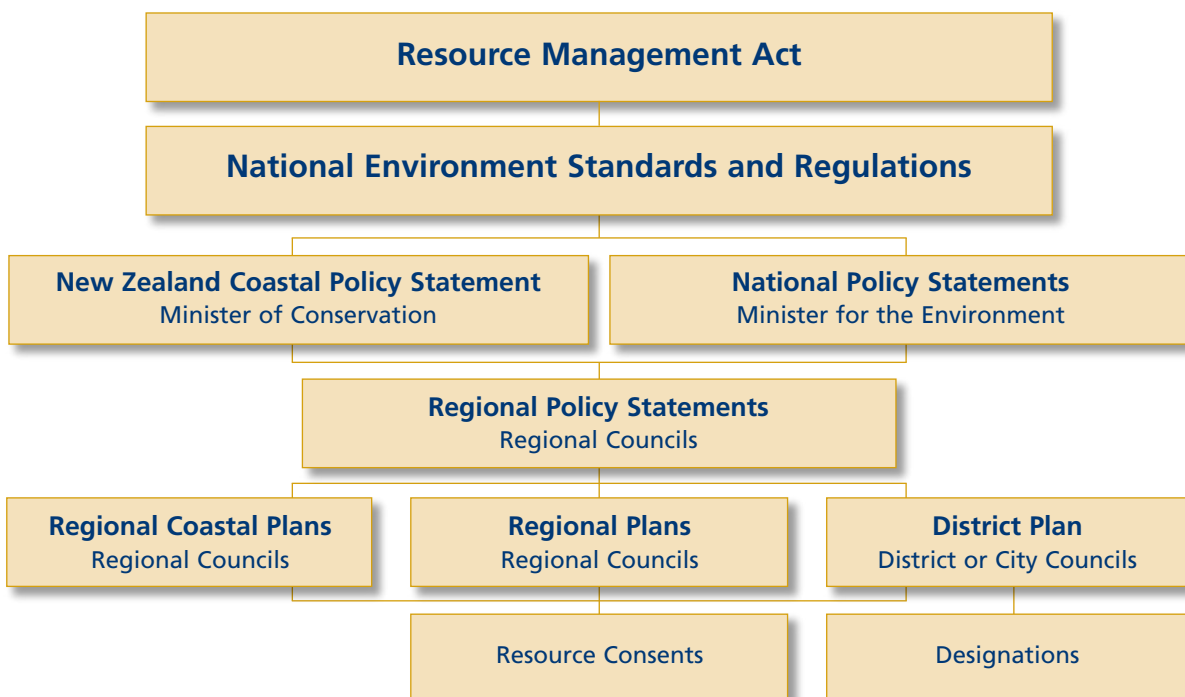 Resource Management Act
National Environment Standards and Regulations
New Zealand Coastal Policy Statement
Minister of Conservation
National Policy Statements
Minister for the Environment
Regional Policy Statements
Regional Councils
Regional Coastal Plans
Regional Councils
Regional Plans
Regional Councils
District Plan
District or City Councils
Resource Consents
Designations